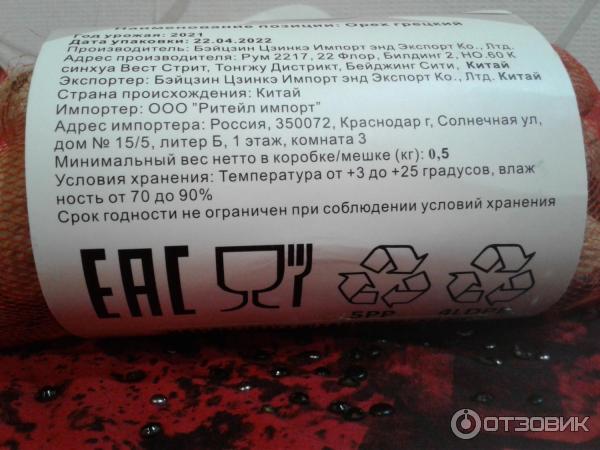 Наименование позиции: Орех грецкий
Год урожая: 2021
Дата упаковки: 22.04.2022
Производитель: Бэйцзин Цзинкэ Импорт энд Экспорт Ко., Лтд.
Адрес производителя: Рум 2217, 22 Флор, Билдинг 2, НО.60 К
синхуа Вест Стрит, Тонгжу Дистрикт, Бейджинг Сити, Китай
Экспортер: Бэйцзин Цзинкэ Импорт энд Экспорт Ко., Лтд. Китай
Страна происхождения: Китай
Импортер: ООО "Ритейл импорт"
Адрес импортера: Россия, 350072, Краснодар г, Солнечная ул,
дом № 15/5, литер Б, 1 этаж, комната 3
Минимальный вес нетто в коробке/мешке (кг): 0,5
Условия хранения: Температура от +3 до +25 градусов, влаж
ность от 70 до 90%
Срок годности не ограничен при соблюдении условий хранения
EAC
5PP 4LDPE
ОТЗОВИК